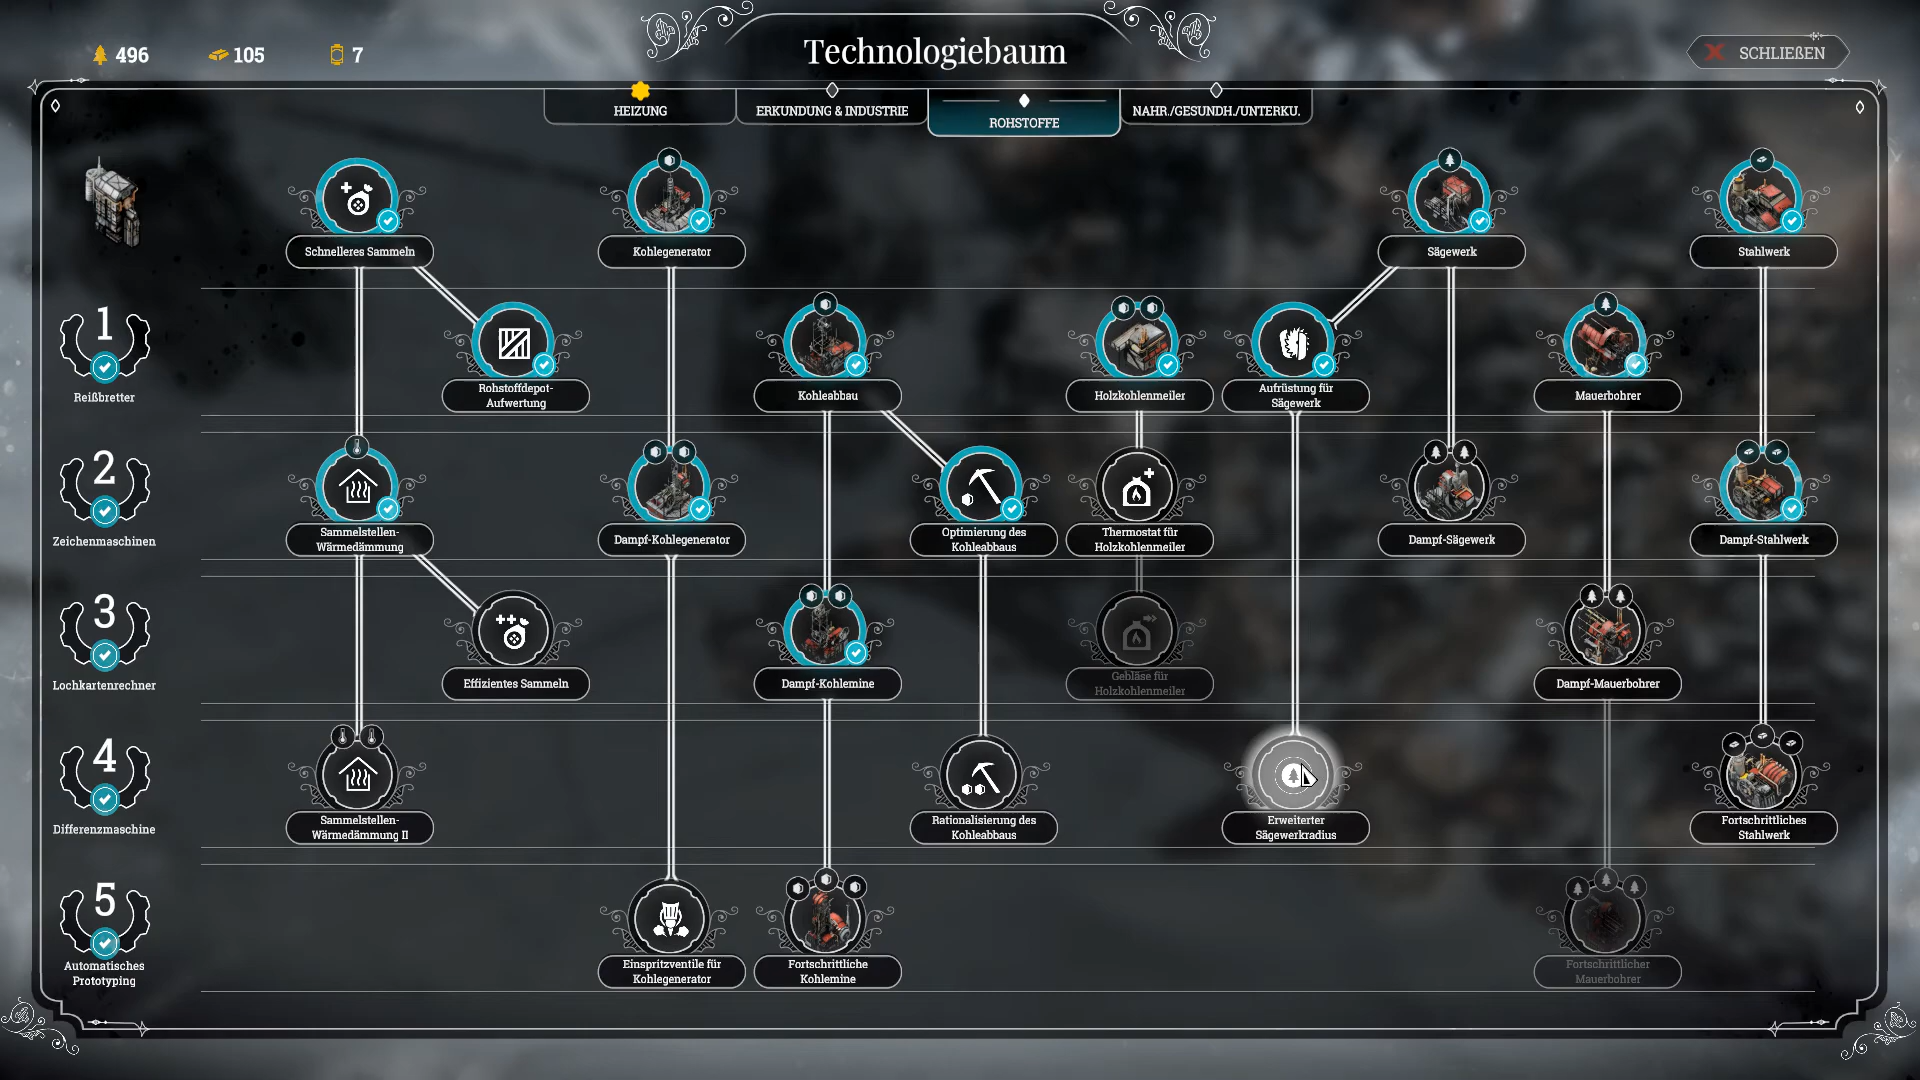 496
105
7
Technologiebaum
SCHLIEẞEN
HEIZUNG
ERKUNDUNG & INDUSTRIE
ROHSTOFFE
NAHR./GESUNDH./UNTERKU.
Schnelleres Sammeln
Kohlegenerator
Sägewerk
Stahlwerk
1
Reißbretter
Rohstoffdepot-
Aufwertung
Kohleabbau
Holzkohlenmeiler
Aufrüstung für
Sägewerk
Mauerbohrer
2
Zeichenmaschinen
Sammelstellen-
Wärmedämmung
Dampf-Kohlegenerator
Optimierung des
Kohleabbaus
Thermostat für
Holzkohlenmeiler
Dampf-Sägewerk
Dampf-Stahlwerk
3
Lochkartenrechner
Effizientes Sammeln
Dampf-Kohlemine
Gebläse für
Holzkohlenmeiler
Dampf-Mauerbohrer
4
Differenzmaschine
Sammelstellen-
Wärmedämmung II
Rationalisierung des
Kohleabbaus
Erweiterter
Sägewerkradius
Fortschrittliches
Stahlwerk
5
Automatisches
Prototyping
Einspritzventile für
Kohlegenerator
Fortschrittliche
Kohlemine
Fortschrittlicher
Mauerbohrer